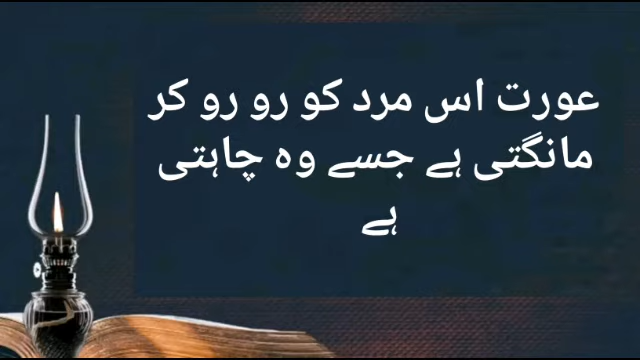 عورت اس مرد کو رو رو کر
مانگتی ہے جسے وہ چاہتی
ہے